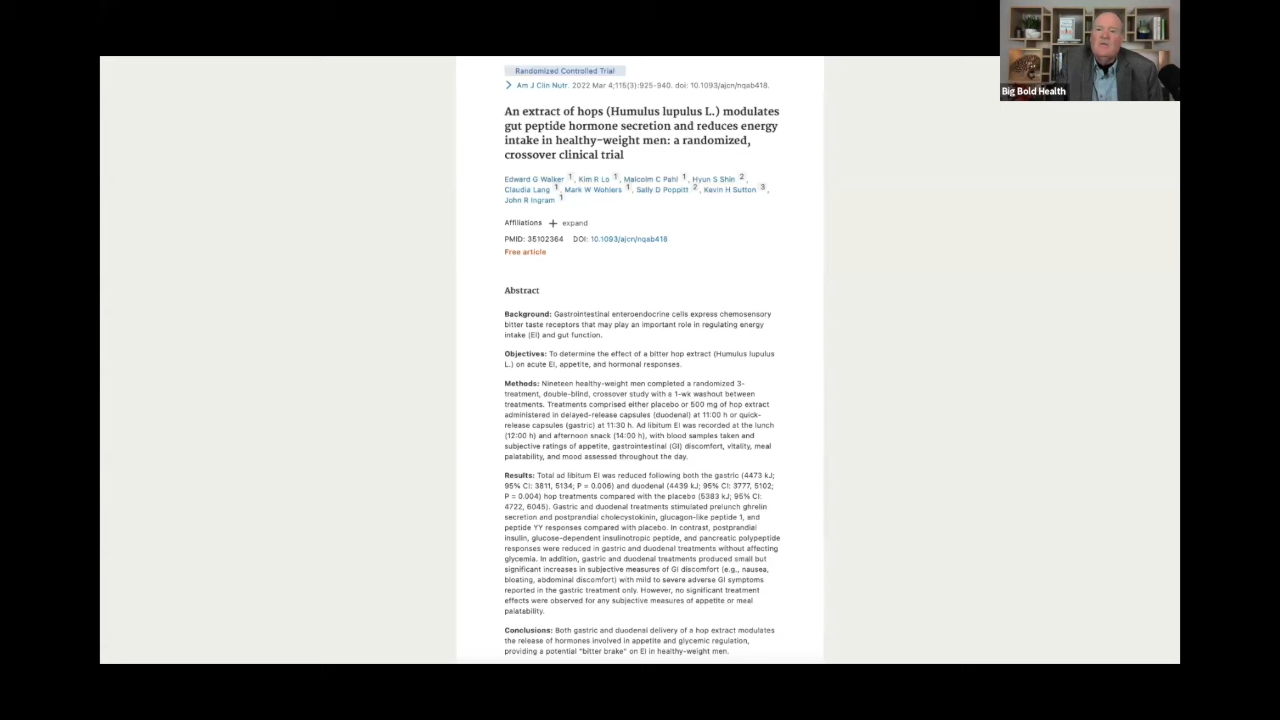 Randomized Controlled Trial
Am J Clin Nutr. 2022 Mar 4;115(3):925-940. doi: 10.1093/ajcn/nqab418.
An extract of hops (Humulus lupulus L.) modulates
gut peptide hormone secretion and reduces energy
intake in healthy-weight men: a randomized,
crossover clinical trial
Edward G Walker 1, Kim R Lo 1, Malcolm C Pahl 1, Hyun S Shin 2,
Claudia Lang 1, Mark W Wohlers 1, Sally D Poppitt 2, Kevin H Sutton 3,
John R Ingram 1
Affiliations + expand
PMID: 35102364 DOI: 10.1093/ajcn/nqab418
Free article
Abstract
Background: Gastrointestinal enteroendocrine cells express chemosensory
bitter taste receptors that may play an important role in regulating energy
intake (EI) and gut function.
Objectives: To determine the effect of a bitter hop extract (Humulus lupulus
L.) on acute EI, appetite, and hormonal responses.
Methods: Nineteen healthy-weight men completed a randomized 3-
treatment, double-blind, crossover study with a 1-wk washout between
treatments. Treatments comprised either placebo or 500 mg of hop extract
administered in delayed-release capsules (duodenal) at 11:00 h or quick-
release capsules (gastric) at 11:30 h. Ad libitum EI was recorded at the lunch
(12:00 h) and afternoon snack (14:00 h), with blood samples taken and
subjective ratings of appetite, gastrointestinal (GI) discomfort, vitality, meal
palatability, and mood assessed throughout the day.
Results: Total ad libitum EI was reduced following both the gastric (4473 kJ;
95% CI: 3811, 5134; P = 0.006) and duodenal (4439 kJ; 95% CI: 3777, 5102;
P = 0.004) hop treatments compared with the placebo (5383 kJ; 95% CI:
4722, 6045). Gastric and duodenal treatments stimulated prelunch ghrelin
secretion and postprandial cholecystokinin, glucagon-like peptide 1, and
peptide YY responses compared with placebo. In contrast, postprandial
insulin, glucose-dependent insulinotropic peptide, and pancreatic polypeptide
responses were reduced in gastric and duodenal treatments without affecting
glycemia. In addition, gastric and duodenal treatments produced small but
significant increases in subjective measures of GI discomfort (e.g., nausea,
bloating, abdominal discomfort) with mild to severe adverse GI symptoms
reported in the gastric treatment only. However, no significant treatment
effects were observed for any subjective measures of appetite or meal
palatability.
Conclusions: Both gastric and duodenal delivery of a hop extract modulates
the release of hormones involved in appetite and glycemic regulation,
providing a potential "bitter brake" on EI in healthy-weight men.
Big Bold Health